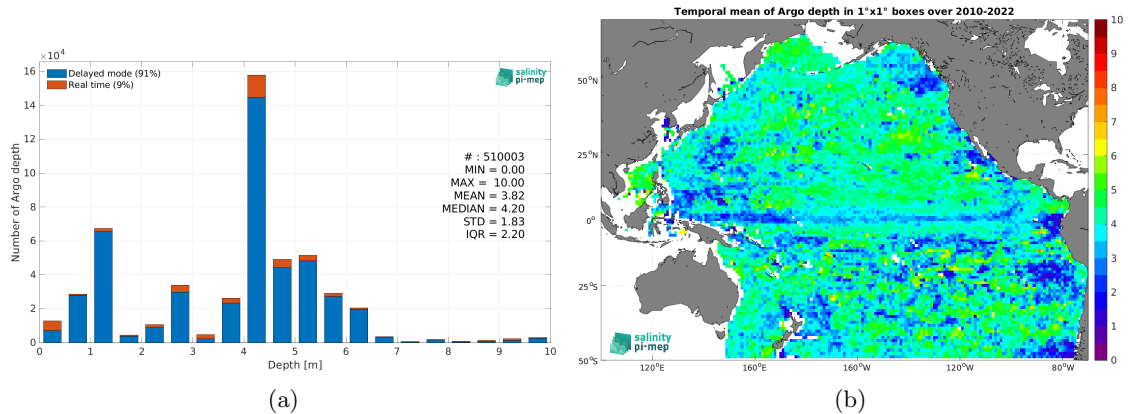 ×10⁴
16
14
12
10
8
6
4
2
0
Number of Argo depth
Delayed mode (91%)
Real time (9%)
salinity
pi-mep
# : 510003
MIN = 0.00
MAX = 10.00
MEAN = 3.82
MEDIAN = 4.20
STD = 1.83
IQR = 2.20
0 1 2 3 4 5 6 7 8 9 10
Depth [m]
(a)
Temporal mean of Argo depth in 1°x1° boxes over 2010-2022
50°N
25°N
0°
25°S
50°S
120°E 160°E 160°W 120°W 80°W
salinity
pi-mep
10
9
8
7
6
5
4
3
2
1
0
(b)